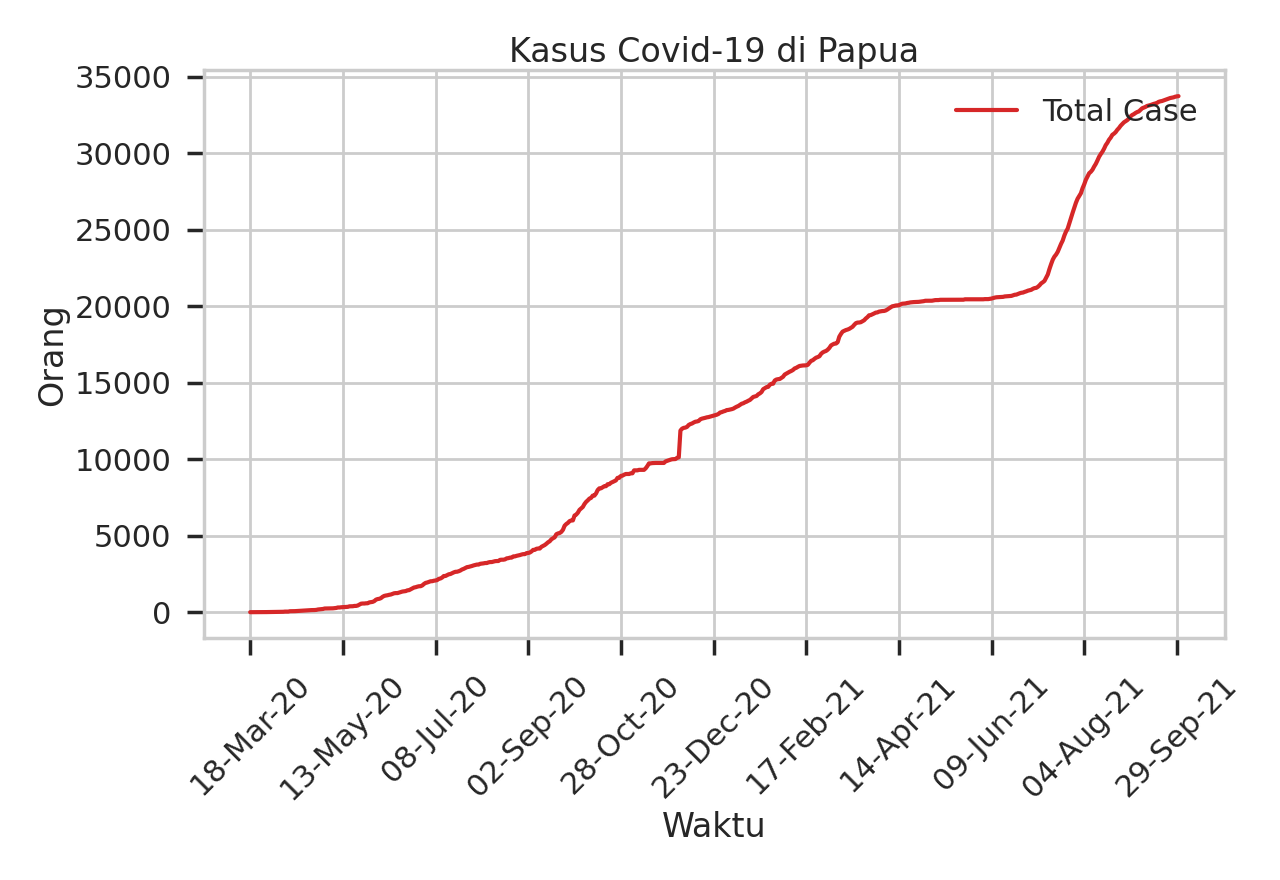 Kasus Covid-19 di Papua
Total Case
Orang
35000
30000
25000
20000
15000
10000
5000
0
18-Mar-20
13-May-20
08-Jul-20
02-Sep-20
28-Oct-20
23-Dec-20
17-Feb-21
14-Apr-21
09-Jun-21
04-Aug-21
29-Sep-21
Waktu